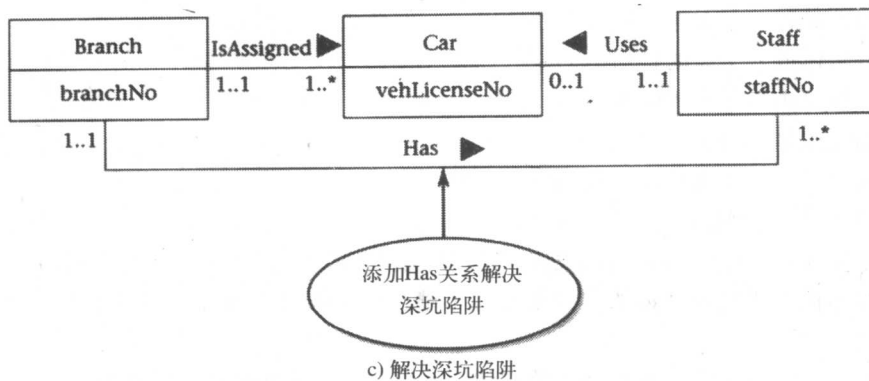 Branch IsAssigned ▶ Car ◀ Uses Staff
branchNo 1..1 1..* vehLicenseNo 0..1 1..1 staffNo
1..1 Has ▶ 1..*
添加Has关系解决
深坑陷阱
c) 解决深坑陷阱